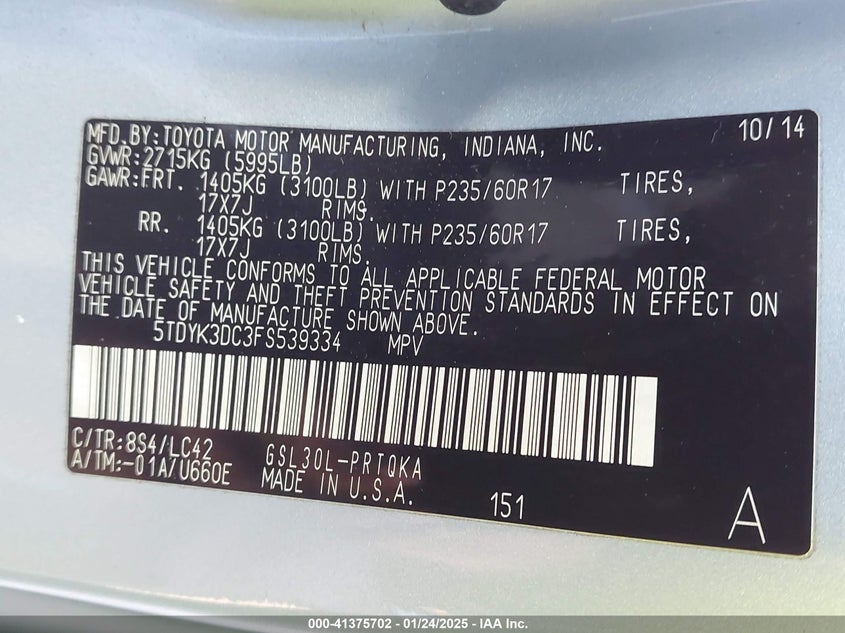 MFD. BY: TOYOTA MOTOR MANUFACTURING, INDIANA, INC. 10/14
GVWR: 2715KG (5995LB)
GAWR: FRT. 1405KG (3100LB) WITH P235/60R17 TIRES,
17X7J RIMS.
RR. 1405KG (3100LB) WITH P235/60R17 TIRES,
17X7J RIMS.
THIS VEHICLE CONFORMS TO ALL APPLICABLE FEDERAL MOTOR
VEHICLE SAFETY AND THEFT PREVENTION STANDARDS IN EFFECT ON
THE DATE OF MANUFACTURE SHOWN ABOVE.
5TDYK3DC3FS539334 MPV
C/TR: 8S4/LC42 GSL30L-PRTQKA
A/TM: -01A/U660E MADE IN U.S.A. 151 A
000-41375702 - 01/24/2025 - IAA Inc.